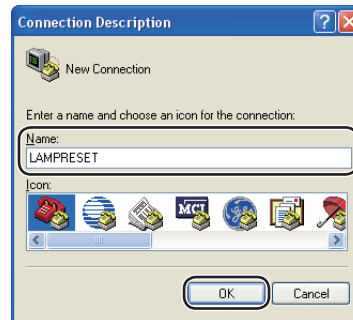 Connection Description
New Connection
Enter a name and choose an icon for the connection:
Name:
LAMPRESET
Icon:
MCI
OK Cancel